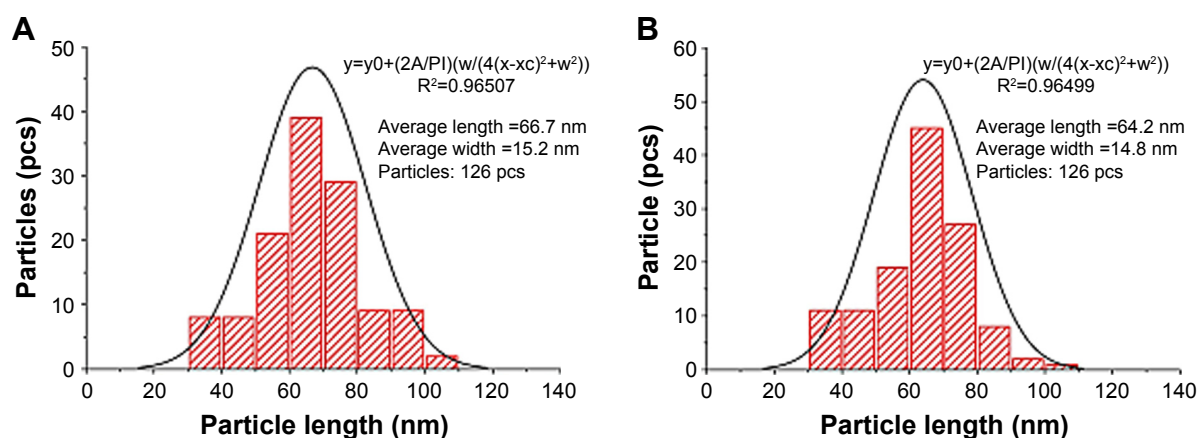 A
y=y0+(2A/PI)(w/(4(x-xc)²+w²))
R²=0.96507
Average length =66.7 nm
Average width =15.2 nm
Particles: 126 pcs
Particles (pcs)
50
40
30
20
10
0
0 20 40 60 80 100 120 140
Particle length (nm)
B
y=y0+(2A/PI)(w/(4(x-xc)²+w²))
R²=0.96499
Average length =64.2 nm
Average width =14.8 nm
Particles: 126 pcs
Particle (pcs)
60
50
40
30
20
10
0
0 20 40 60 80 100 120 140
Particle length (nm)